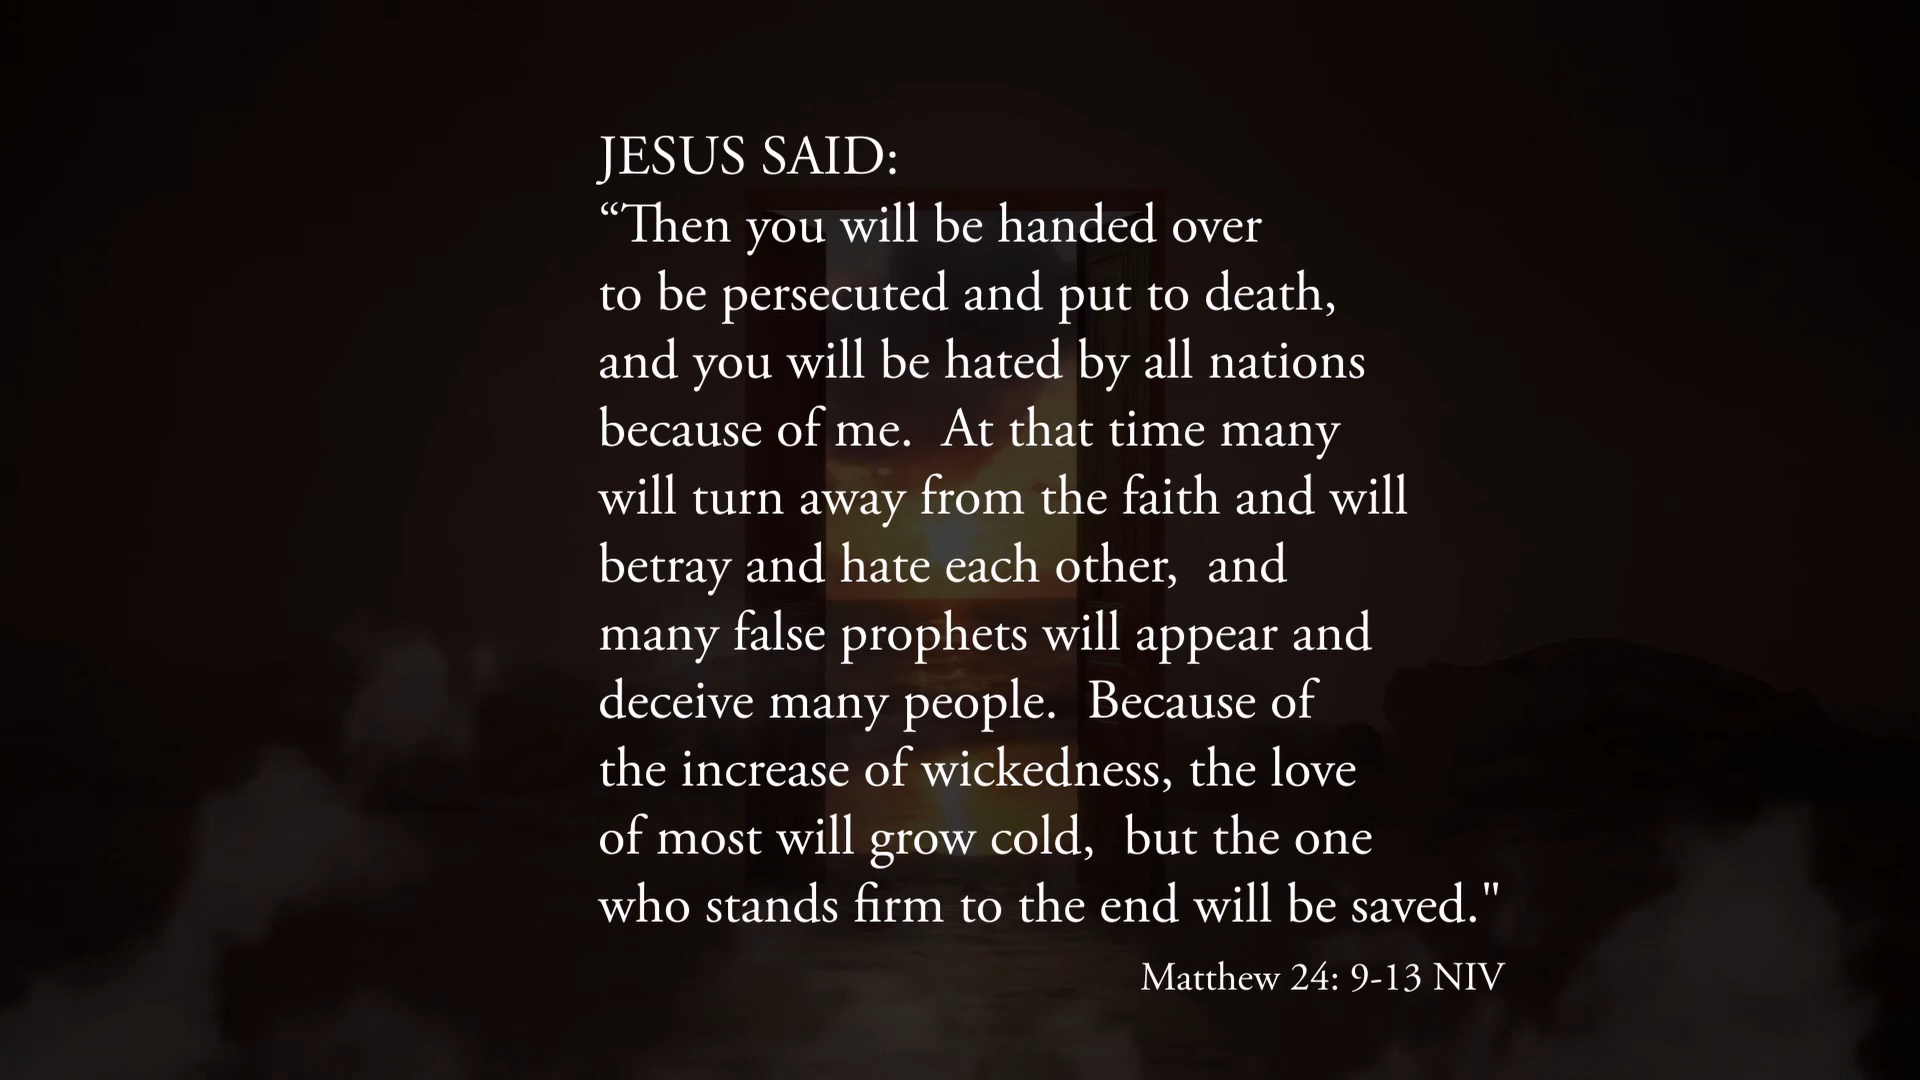 JESUS SAID:
“Then you will be handed over
to be persecuted and put to death,
and you will be hated by all nations
because of me.  At that time many
will turn away from the faith and will
betray and hate each other,  and
many false prophets will appear and
deceive many people.  Because of
the increase of wickedness, the love
of most will grow cold,  but the one
who stands firm to the end will be saved."
Matthew 24: 9-13 NIV